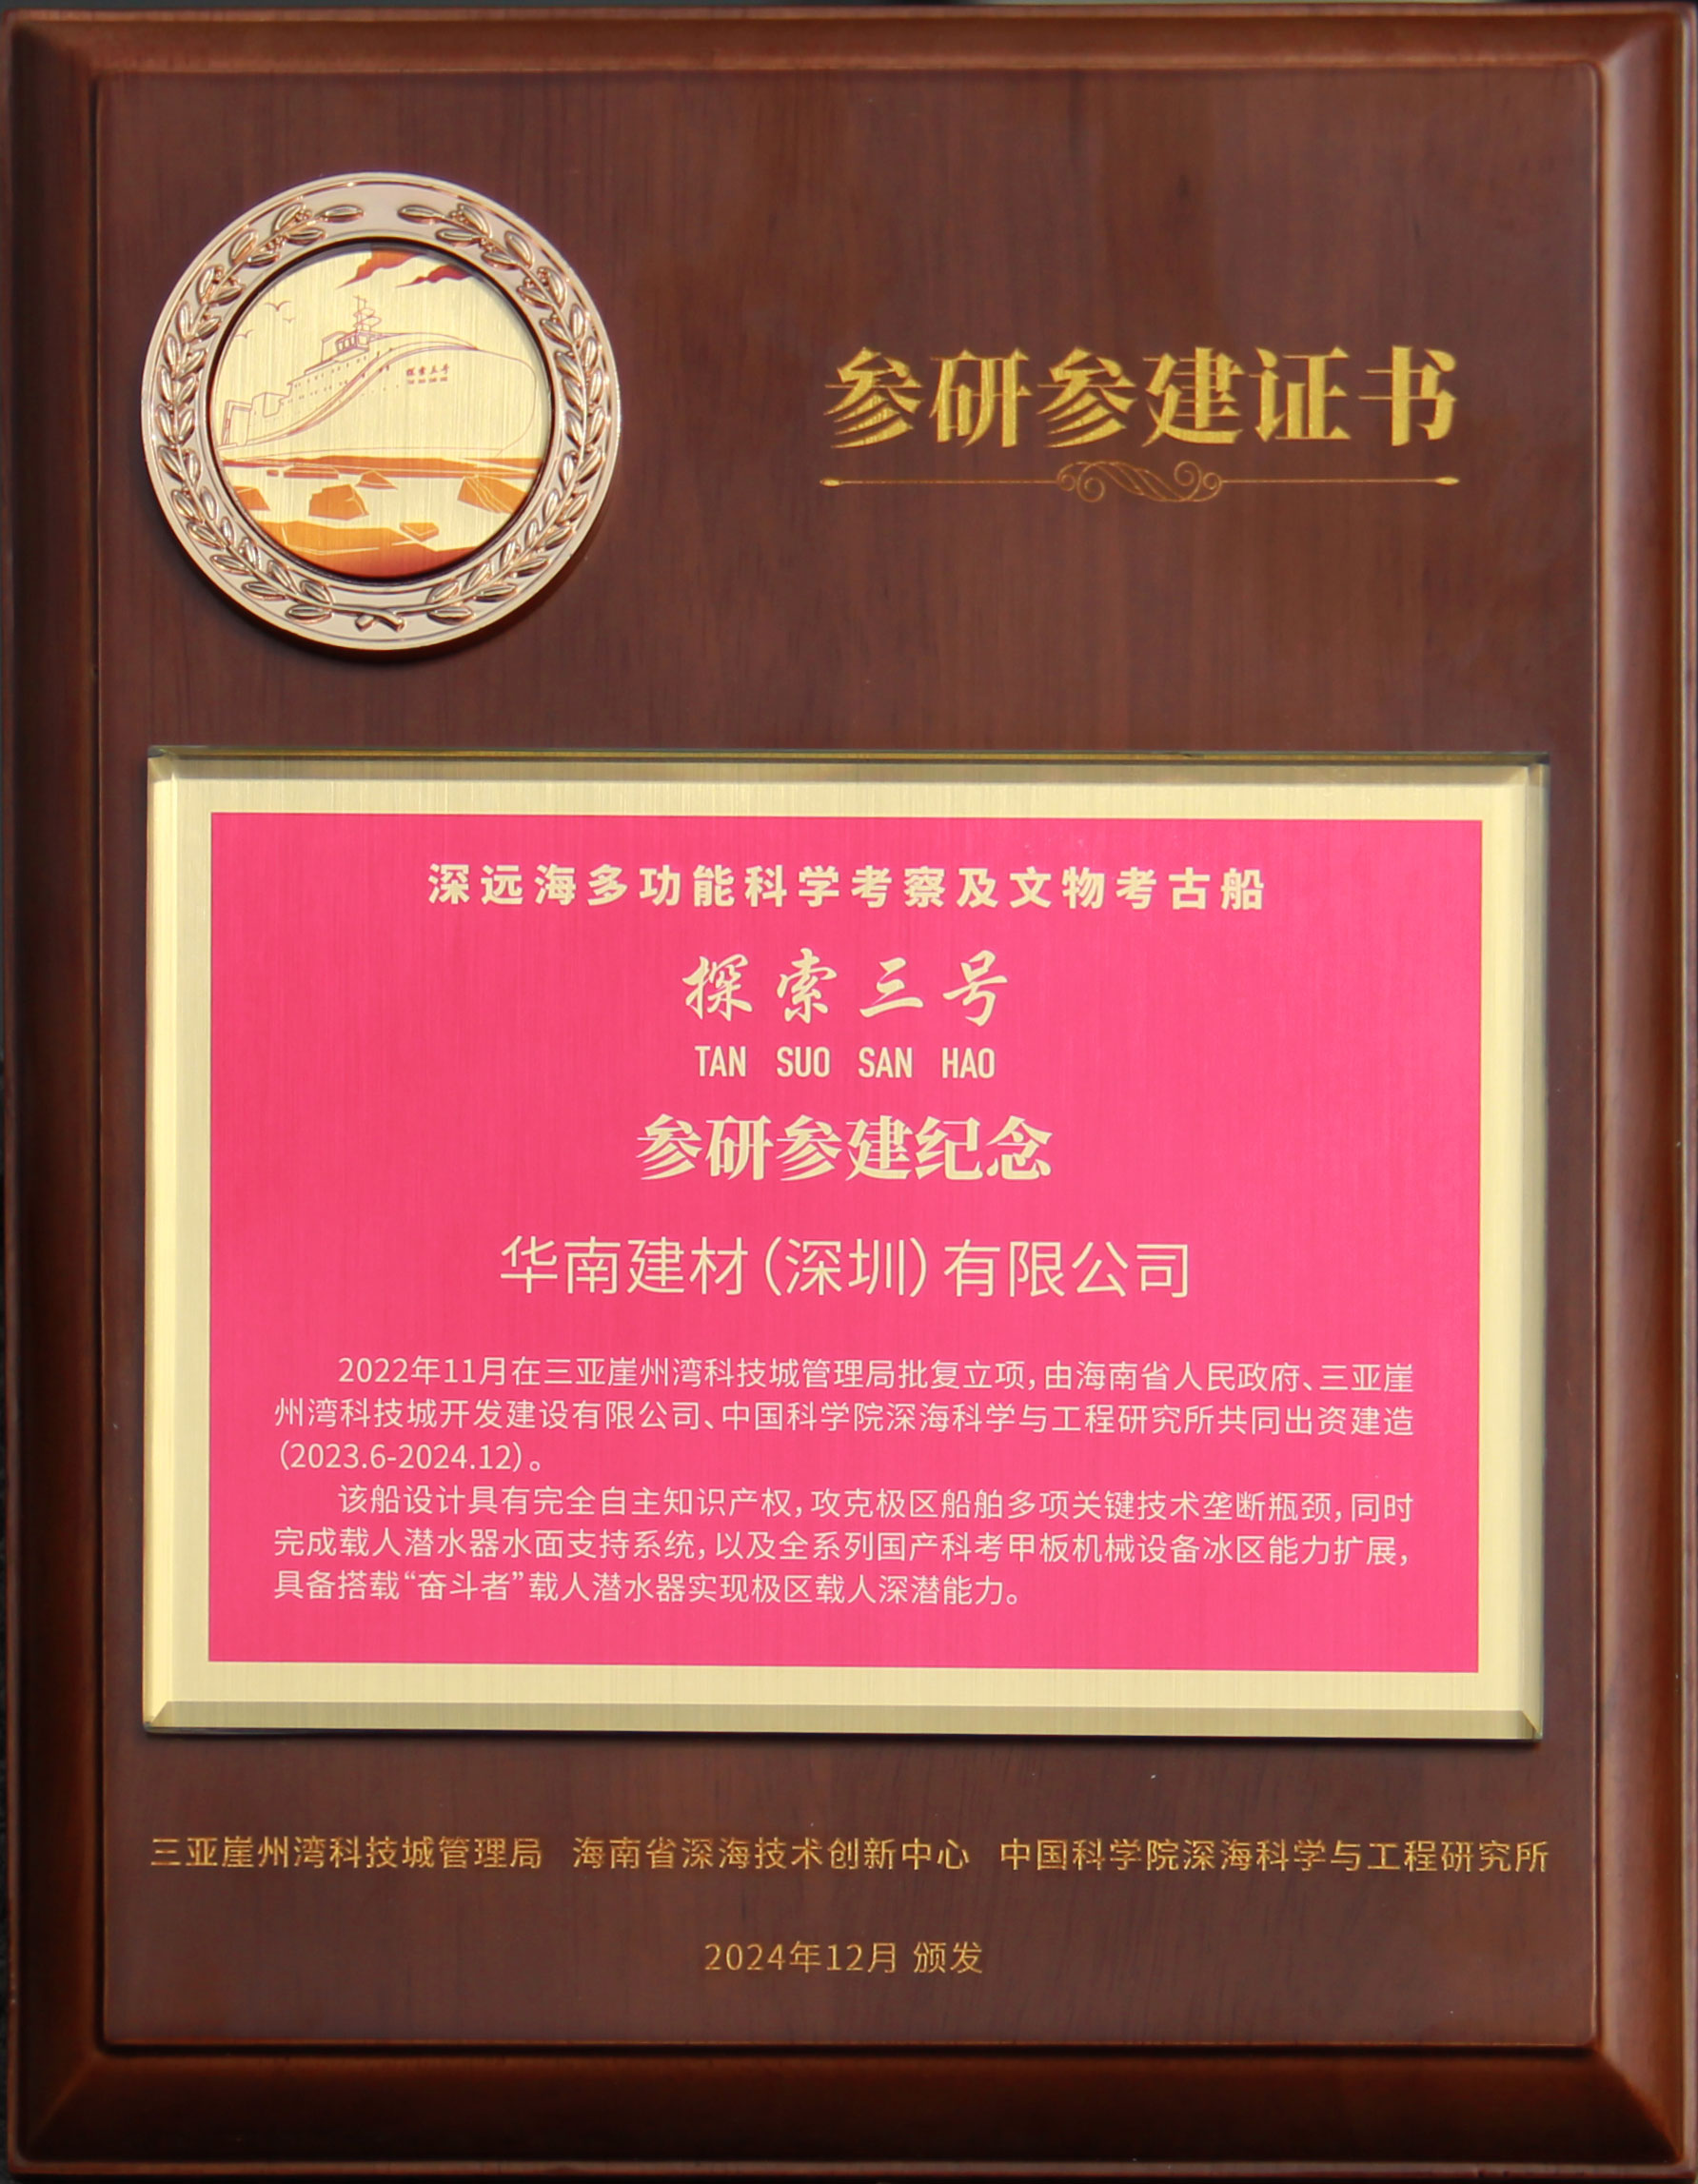 探索三号
参研参建证书
深远海多功能科学考察及文物考古船
探索三号
TAN SUO SAN HAO
参研参建纪念
华南建材(深圳)有限公司
2022年11月在三亚崖州湾科技城管理局批复立项,由海南省人民政府、三亚崖
州湾科技城开发建设有限公司、中国科学院深海科学与工程研究所共同出资建造
(2023.6-2024.12)。
该船设计具有完全自主知识产权,攻克极区船舶多项关键技术垄断瓶颈,同时
完成载人潜水器水面支持系统,以及全系列国产科考甲板机械设备冰区能力扩展,
具备搭载“奋斗者”载人潜水器实现极区载人深潜能力。
三亚崖州湾科技城管理局 海南省深海技术创新中心 中国科学院深海科学与工程研究所
2024年12月 颁发